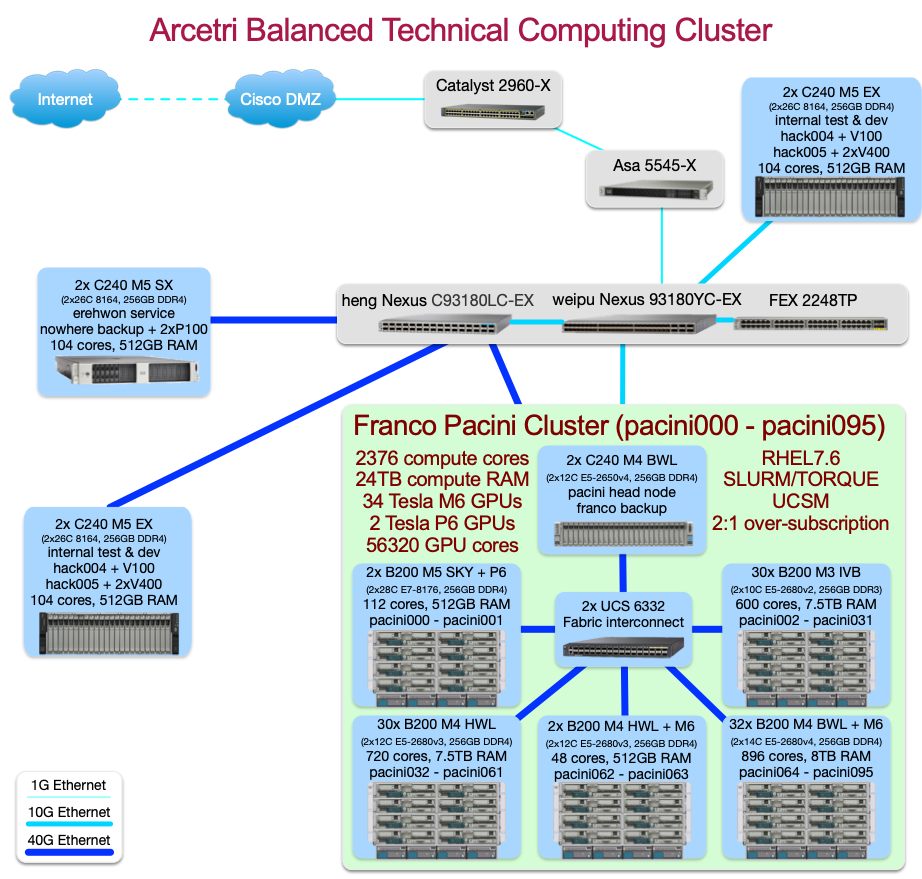 Arcetri Balanced Technical Computing Cluster
Internet
Cisco DMZ
Catalyst 2960-X
Asa 5545-X
2x C240 M5 EX
(2x26C 8164, 256GB DDR4)
internal test & dev
hack004 + V100
hack005 + 2xV400
104 cores, 512GB RAM
2x C240 M5 SX
(2x26C 8164, 256GB DDR4)
erehwon service
nowhere backup + 2xP100
104 cores, 512GB RAM
heng Nexus C93180LC-EX
weipu Nexus 93180YC-EX
FEX 2248TP
2x C240 M5 EX
(2x26C 8164, 256GB DDR4)
internal test & dev
hack004 + V100
hack005 + 2xV400
104 cores, 512GB RAM
Franco Pacini Cluster (pacini000 - pacini095)
2376 compute cores
24TB compute RAM
34 Tesla M6 GPUs
2 Tesla P6 GPUs
56320 GPU cores
2x C240 M4 BWL
(2x12C E5-2650v4, 256GB DDR4)
pacini head node
franco backup
RHEL7.6
SLURM/TORQUE
UCSM
2:1 over-subscription
2x B200 M5 SKY + P6
(2x28C E7-8176, 256GB DDR4)
112 cores, 512GB RAM
pacini000 - pacini001
2x UCS 6332
Fabric interconnect
30x B200 M3 IVB
(2x10C E5-2680v2, 256GB DDR3)
600 cores, 7.5TB RAM
pacini002 - pacini031
30x B200 M4 HWL
(2x12C E5-2680v3, 256GB DDR4)
720 cores, 7.5TB RAM
pacini032 - pacini061
2x B200 M4 HWL + M6
(2x12C E5-2680v3, 256GB DDR4)
48 cores, 512GB RAM
pacini062 - pacini063
32x B200 M4 BWL + M6
(2x14C E5-2680v4, 256GB DDR4)
896 cores, 8TB RAM
pacini064 - pacini095
1G Ethernet
10G Ethernet
40G Ethernet